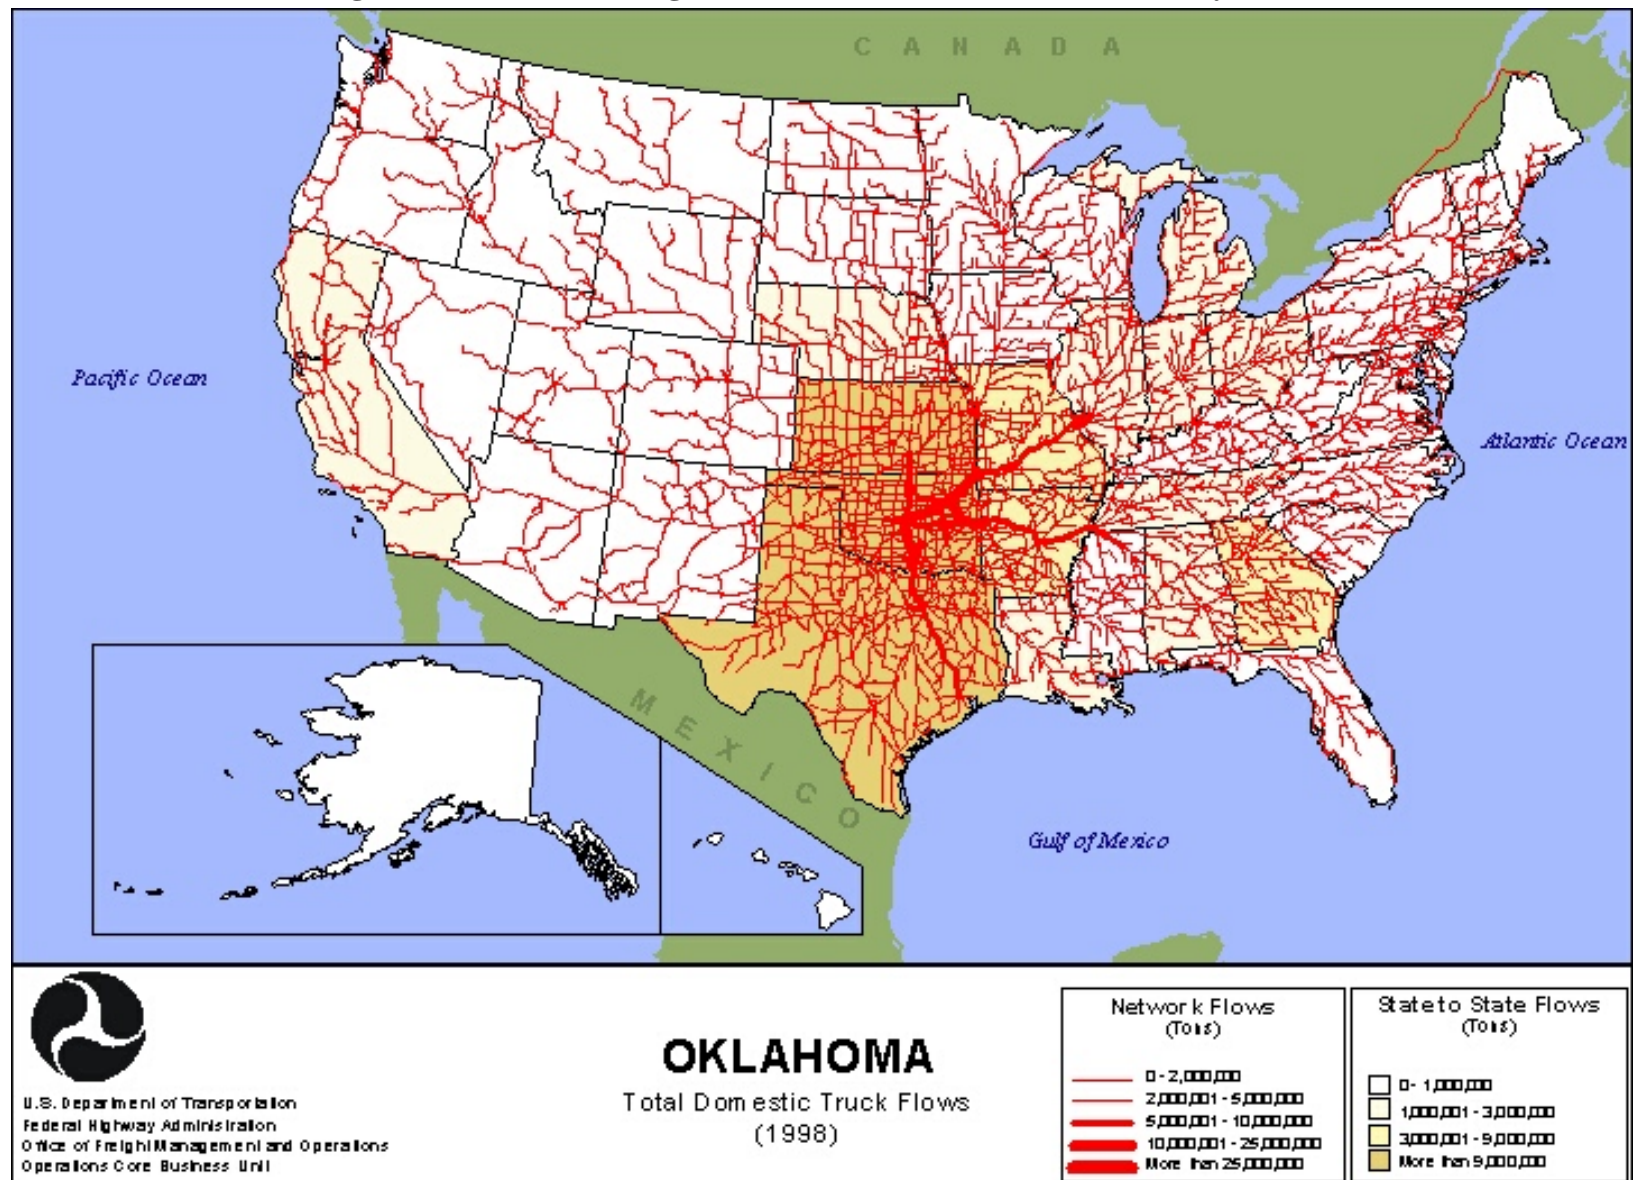 C A N A D A
Pacific Ocean
Atlantic Ocean
M E X I C O
Gulf of Mexico
OKLAHOMA
Total Domestic Truck Flows
(1998)
U.S. Department of Transportation
Federal Highway Administration
Office of Freight Management and Operations
Operations Core Business Unit
Network Flows
(Tons)
0 - 2,000,000
2,000,001 - 5,000,000
5,000,001 - 10,000,000
10,000,001 - 25,000,000
More than 25,000,000
State to State Flows
(Tons)
0 - 1,000,000
1,000,001 - 3,000,000
3,000,001 - 9,000,000
More than 9,000,000